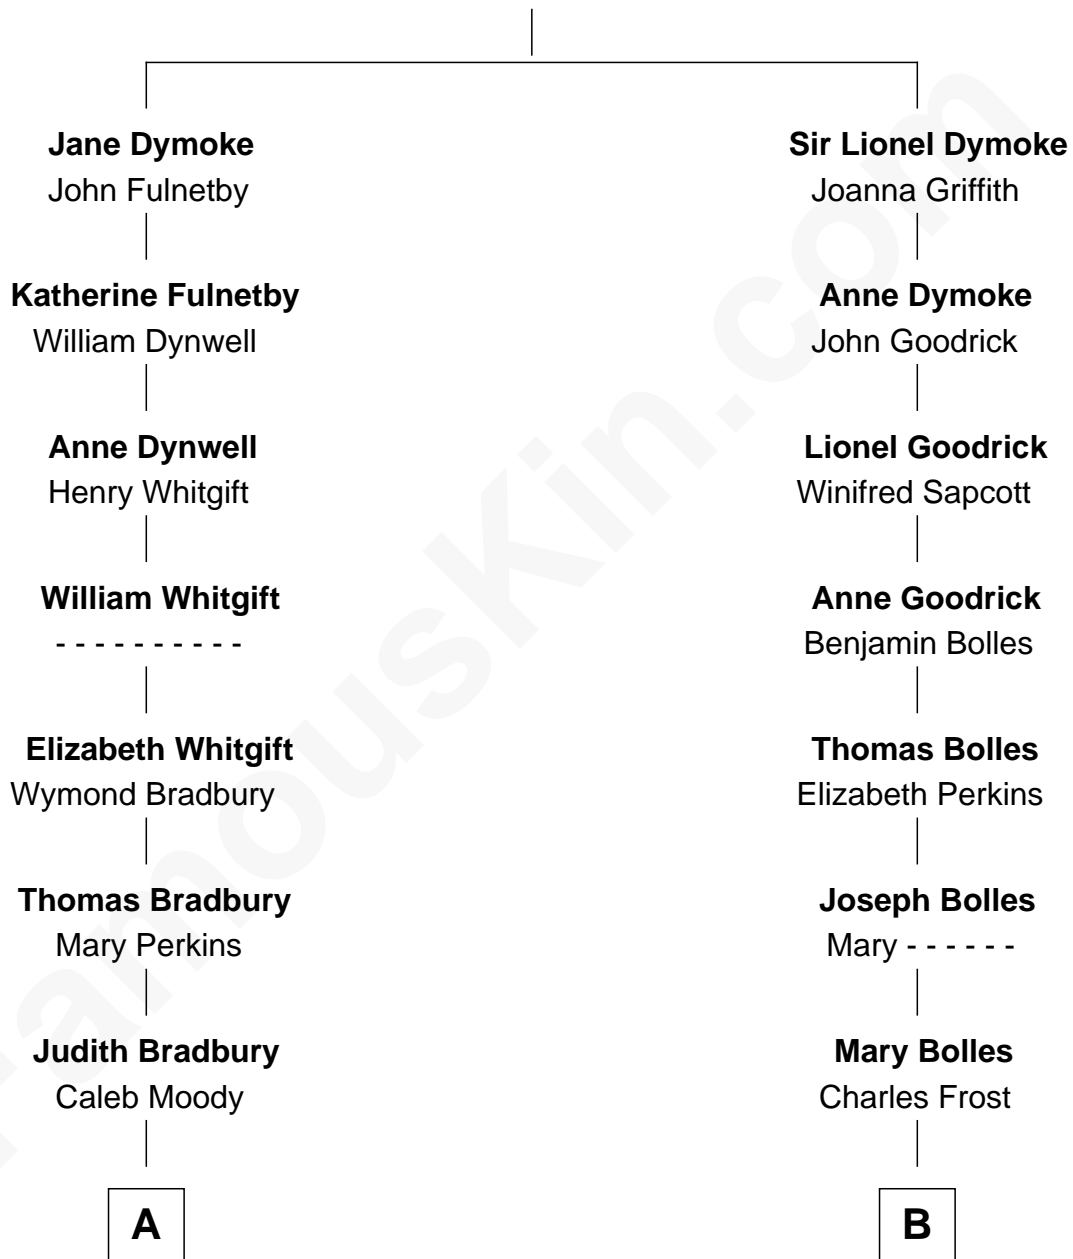 Jane Dymoke
John Fulnetby
Sir Lionel Dymoke
Joanna Griffith
Katherine Fulnetby
William Dynwell
Anne Dymoke
John Goodrick
Anne Dynwell
Henry Whitgift
Lionel Goodrick
Winifred Sapcott
William Whitgift
- - - - - - - - - -
Anne Goodrick
Benjamin Bolles
Elizabeth Whitgift
Wymond Bradbury
Thomas Bolles
Elizabeth Perkins
Thomas Bradbury
Mary Perkins
Joseph Bolles
Mary - - - - - -
Judith Bradbury
Caleb Moody
Mary Bolles
Charles Frost
A
B
FamousKin.com